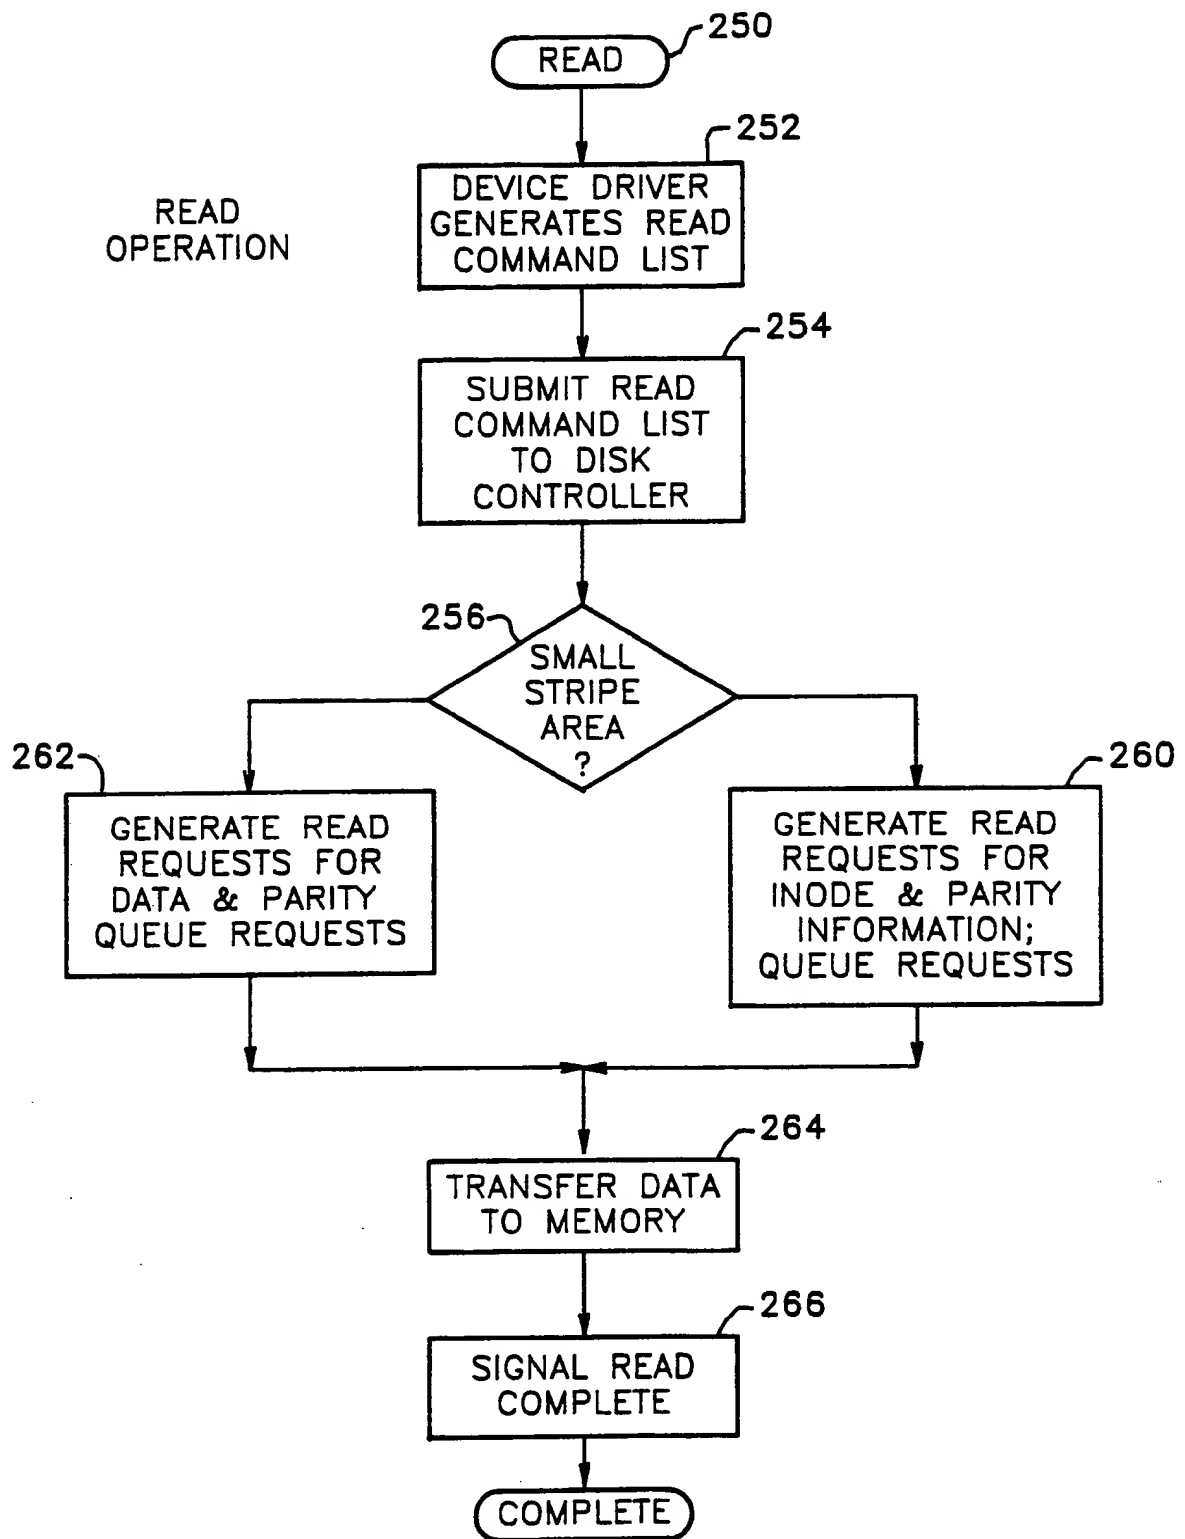 250
READ
252
DEVICE DRIVER
GENERATES READ
COMMAND LIST
READ
OPERATION
254
SUBMIT READ
COMMAND LIST
TO DISK
CONTROLLER
256
SMALL
STRIPE
AREA
?
262
GENERATE READ
REQUESTS FOR
DATA & PARITY
QUEUE REQUESTS
260
GENERATE READ
REQUESTS FOR
INODE & PARITY
INFORMATION;
QUEUE REQUESTS
264
TRANSFER DATA
TO MEMORY
266
SIGNAL READ
COMPLETE
COMPLETE